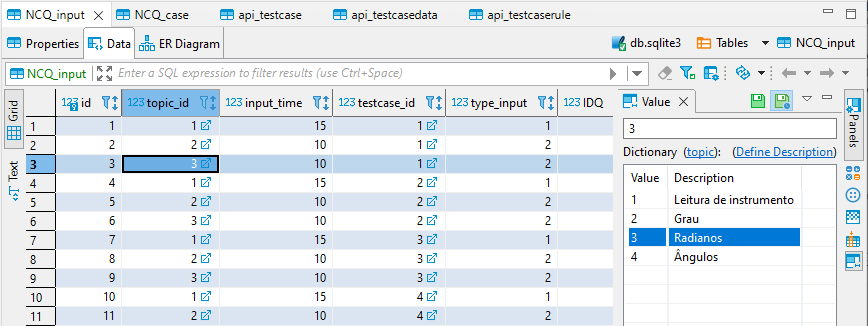 NCQ_input NCQ_case api_testcase api_testcasedata api_testcaserule
Properties Data ER Diagram db.sqlite3 Tables NCQ_input
NCQ_input Enter a SQL expression to filter results (use Ctrl+Space)
Grid
Text
123 id 123 topic_id 123 input_time 123 testcase_id 123 type_input 123 IDQ
1 1 1 15 1 1
2 2 2 10 1 2
3 3 3 10 1 2
4 4 1 15 2 1
5 5 2 10 2 2
6 6 3 10 2 2
7 7 1 15 3 1
8 8 2 10 3 2
9 9 3 10 3 2
10 10 1 15 4 1
11 11 2 10 4 2
Value
3
Dictionary (topic): (Define Description)
Value Description
1 Leitura de instrumento
2 Grau
3 Radianos
4 Ângulos
Panels